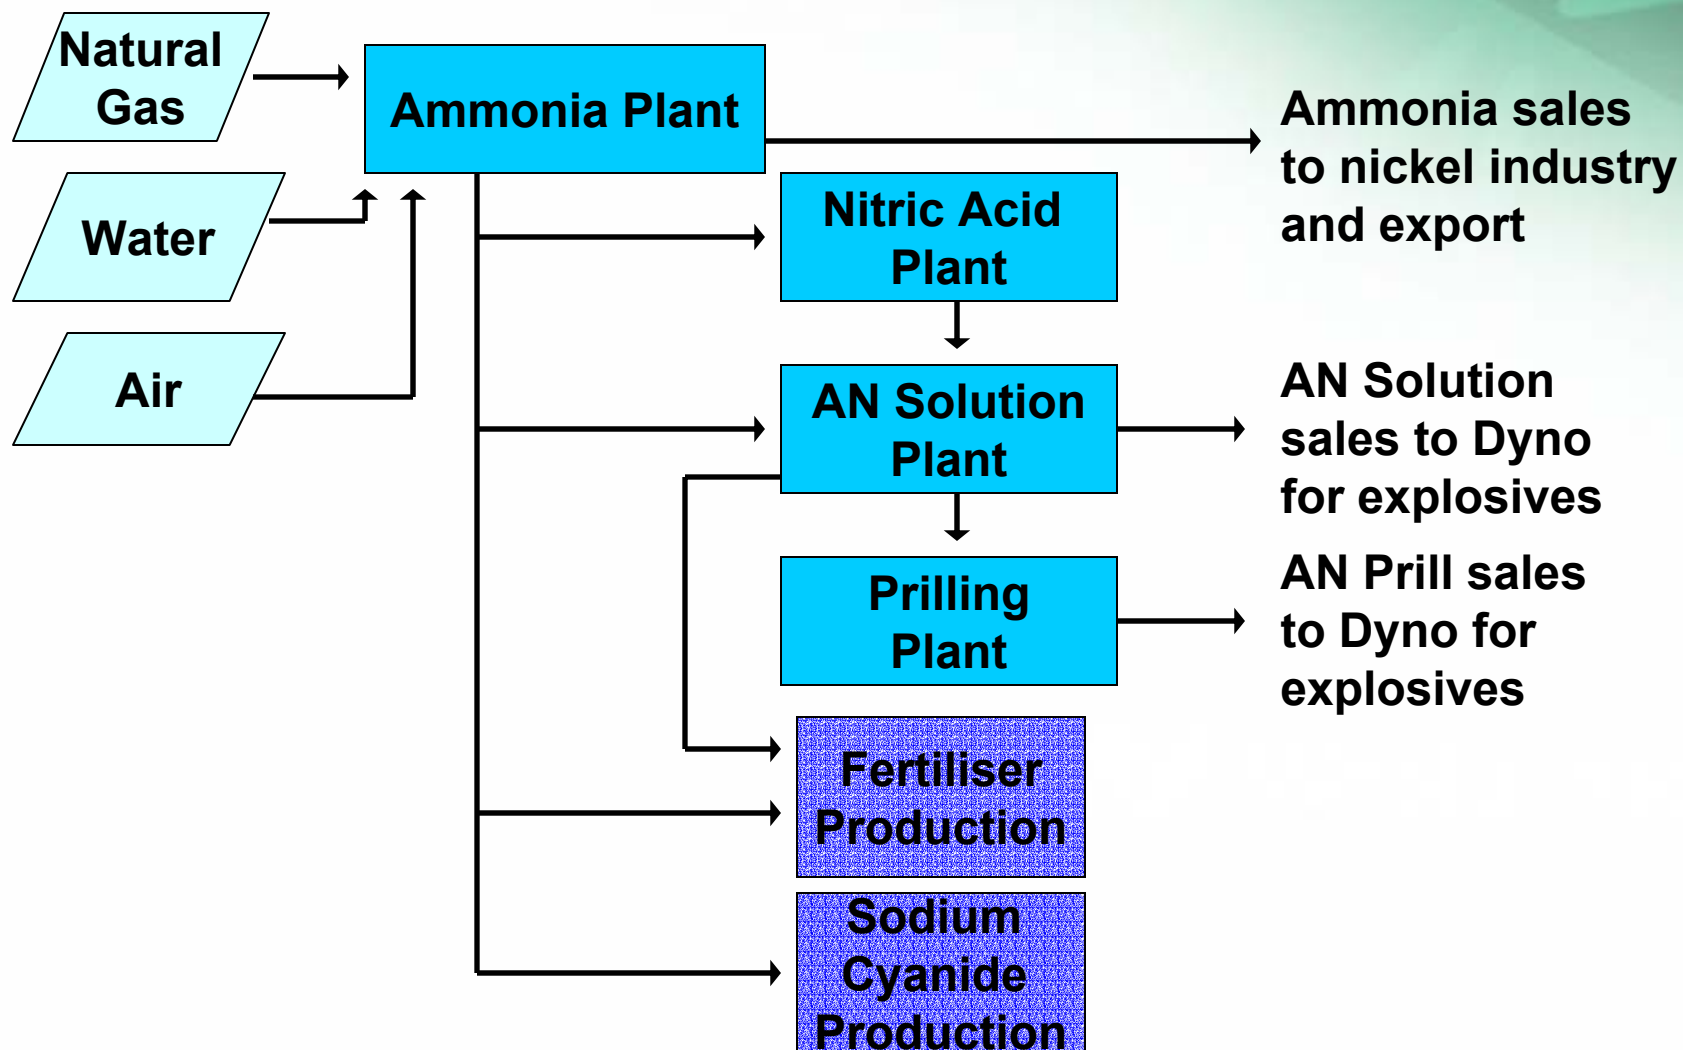 Natural
Gas
Ammonia Plant
Ammonia sales
to nickel industry
and export
Water
Nitric Acid
Plant
Air
AN Solution
Plant
AN Solution
sales to Dyno
for explosives
Prilling
Plant
AN Prill sales
to Dyno for
explosives
Fertiliser
Production
Sodium
Cyanide
Production